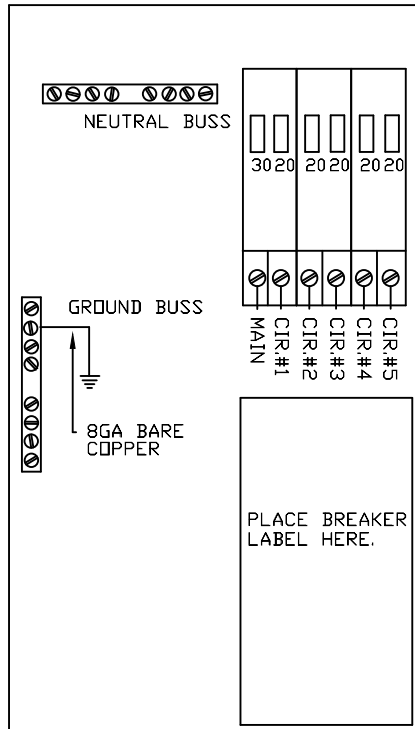 NEUTRAL BUSS
30 20 20 20 20 20
MAIN
CIR.#1
CIR.#2
CIR.#3
CIR.#4
CIR.#5
GROUND BUSS
8GA BARE
COPPER
PLACE BREAKER
LABEL HERE.